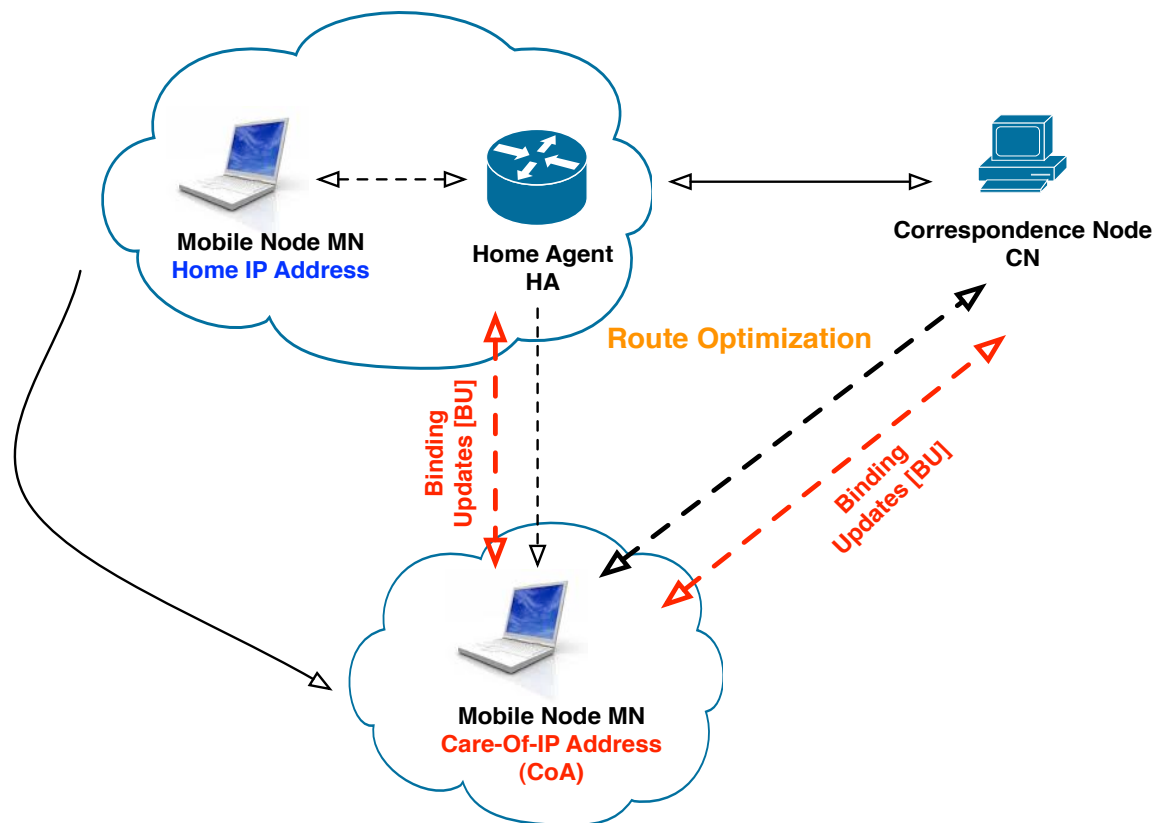 Mobile Node MN
Home IP Address
Home Agent
HA
Correspondence Node
CN
Route Optimization
Binding
Updates [BU]
Binding
Updates [BU]
Mobile Node MN
Care-Of-IP Address
(CoA)